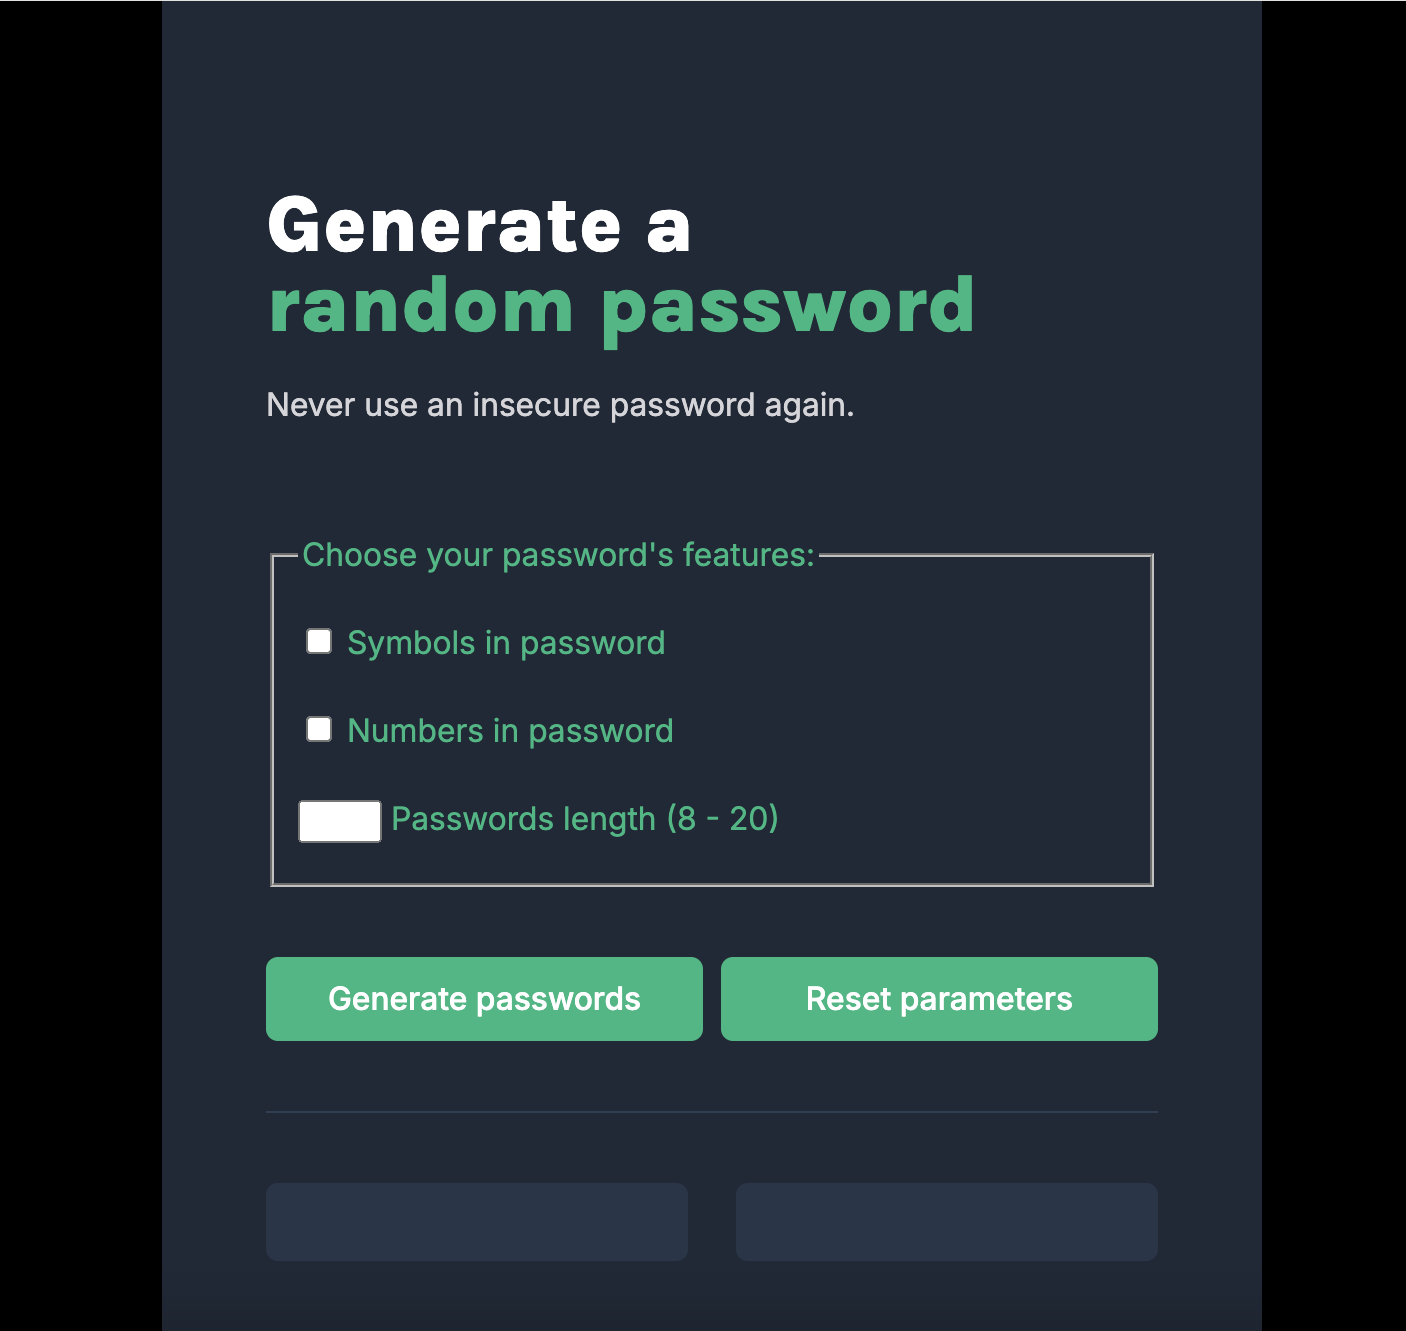 Generate a
random password
Never use an insecure password again.
Choose your password's features:
Symbols in password
Numbers in password
Passwords length (8 - 20)
Generate passwords
Reset parameters